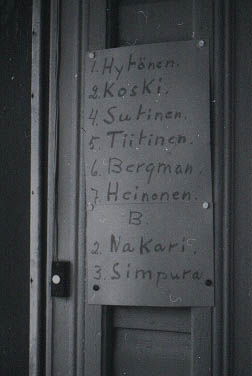 1. Hytönen.
2. Koski.
4. Sutinen.
5. Tiitinen.
6. Bergman.
7. Heinonen.
B.
2. Nakari.
3. Simpura